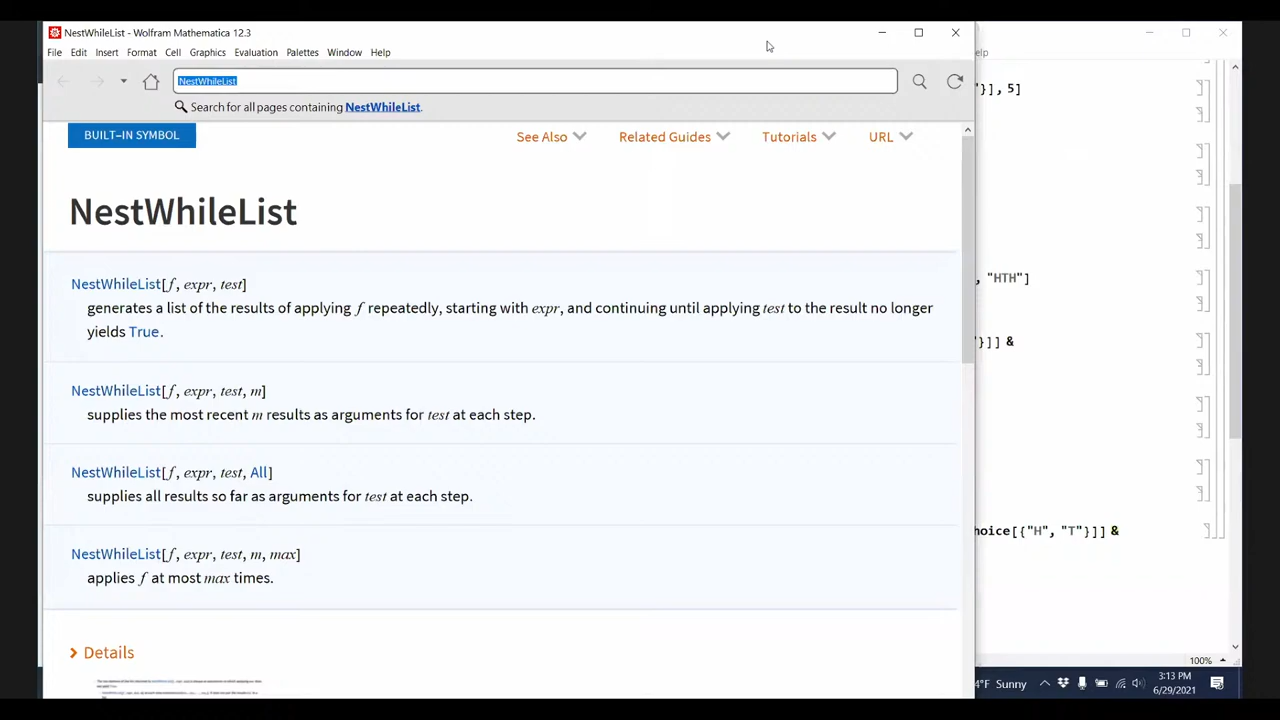 NestWhileList - Wolfram Mathematica 12.3
File Edit Insert Format Cell Graphics Evaluation Palettes Window Help
elp
NestWhileList
Search for all pages containing NestWhileList.
"}], 5]
BUILT-IN SYMBOL
See Also Related Guides Tutorials URL
NestWhileList
NestWhileList[f, expr, test]
, "HTH"]
generates a list of the results of applying f repeatedly, starting with expr, and continuing until applying test to the result no longer
yields True.
"}]] &
NestWhileList[f, expr, test, m]
supplies the most recent m results as arguments for test at each step.
NestWhileList[f, expr, test, All]
supplies all results so far as arguments for test at each step.
hoice[{"H", "T"}]] &
NestWhileList[f, expr, test, m, max]
applies f at most max times.
Details
100%
4°F Sunny
3:13 PM
6/29/2021